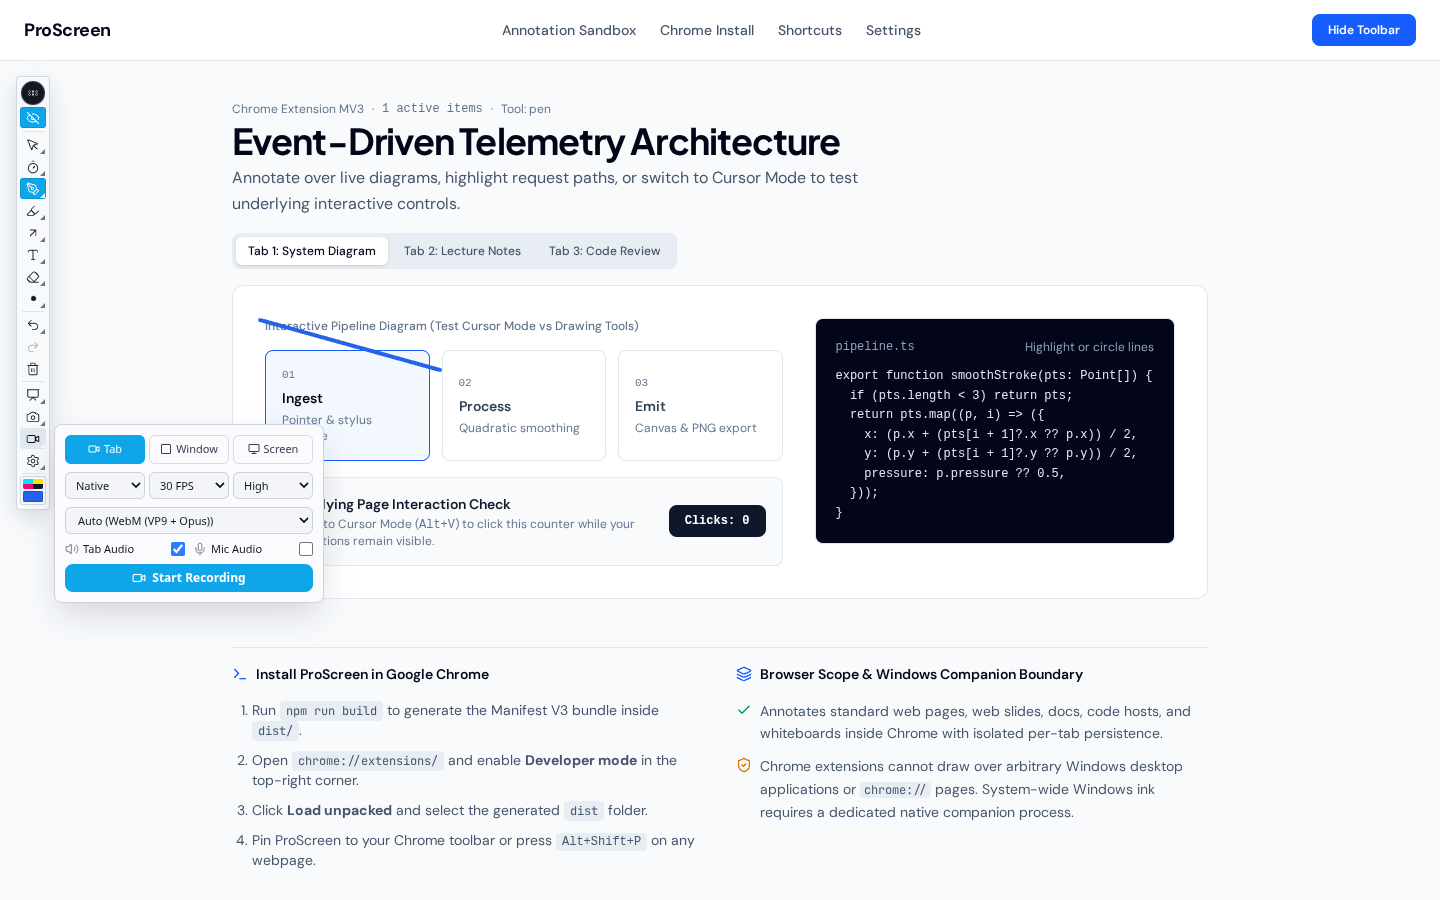 ProScreen
Annotation Sandbox
Chrome Install
Shortcuts
Settings
Hide Toolbar
Chrome Extension MV3 · 1 active items · Tool: pen
Event-Driven Telemetry Architecture
Annotate over live diagrams, highlight request paths, or switch to Cursor Mode to test
underlying interactive controls.
Tab 1: System Diagram
Tab 2: Lecture Notes
Tab 3: Code Review
Interactive Pipeline Diagram (Test Cursor Mode vs Drawing Tools)
01
Ingest
Pointer & stylus
e
02
Process
Quadratic smoothing
03
Emit
Canvas & PNG export
lying Page Interaction Check
to Cursor Mode (Alt+V) to click this counter while your
tions remain visible.
Clicks: 0
pipeline.ts
Highlight or circle lines
export function smoothStroke(pts: Point[]) {
if (pts.length < 3) return pts;
return pts.map((p, i) => ({
x: (p.x + (pts[i + 1]?.x ?? p.x)) / 2,
y: (p.y + (pts[i + 1]?.y ?? p.y)) / 2,
pressure: p.pressure ?? 0.5,
}));
}
Tab
Window
Screen
Native
30 FPS
High
Auto (WebM (VP9 + Opus))
Tab Audio
Mic Audio
Start Recording
Install ProScreen in Google Chrome
1. Run npm run build to generate the Manifest V3 bundle inside
dist/.
2. Open chrome://extensions/ and enable Developer mode in the
top-right corner.
3. Click Load unpacked and select the generated dist folder.
4. Pin ProScreen to your Chrome toolbar or press Alt+Shift+P on any
webpage.
Browser Scope & Windows Companion Boundary
Annotates standard web pages, web slides, docs, code hosts, and
whiteboards inside Chrome with isolated per-tab persistence.
Chrome extensions cannot draw over arbitrary Windows desktop
applications or chrome:// pages. System-wide Windows ink
requires a dedicated native companion process.